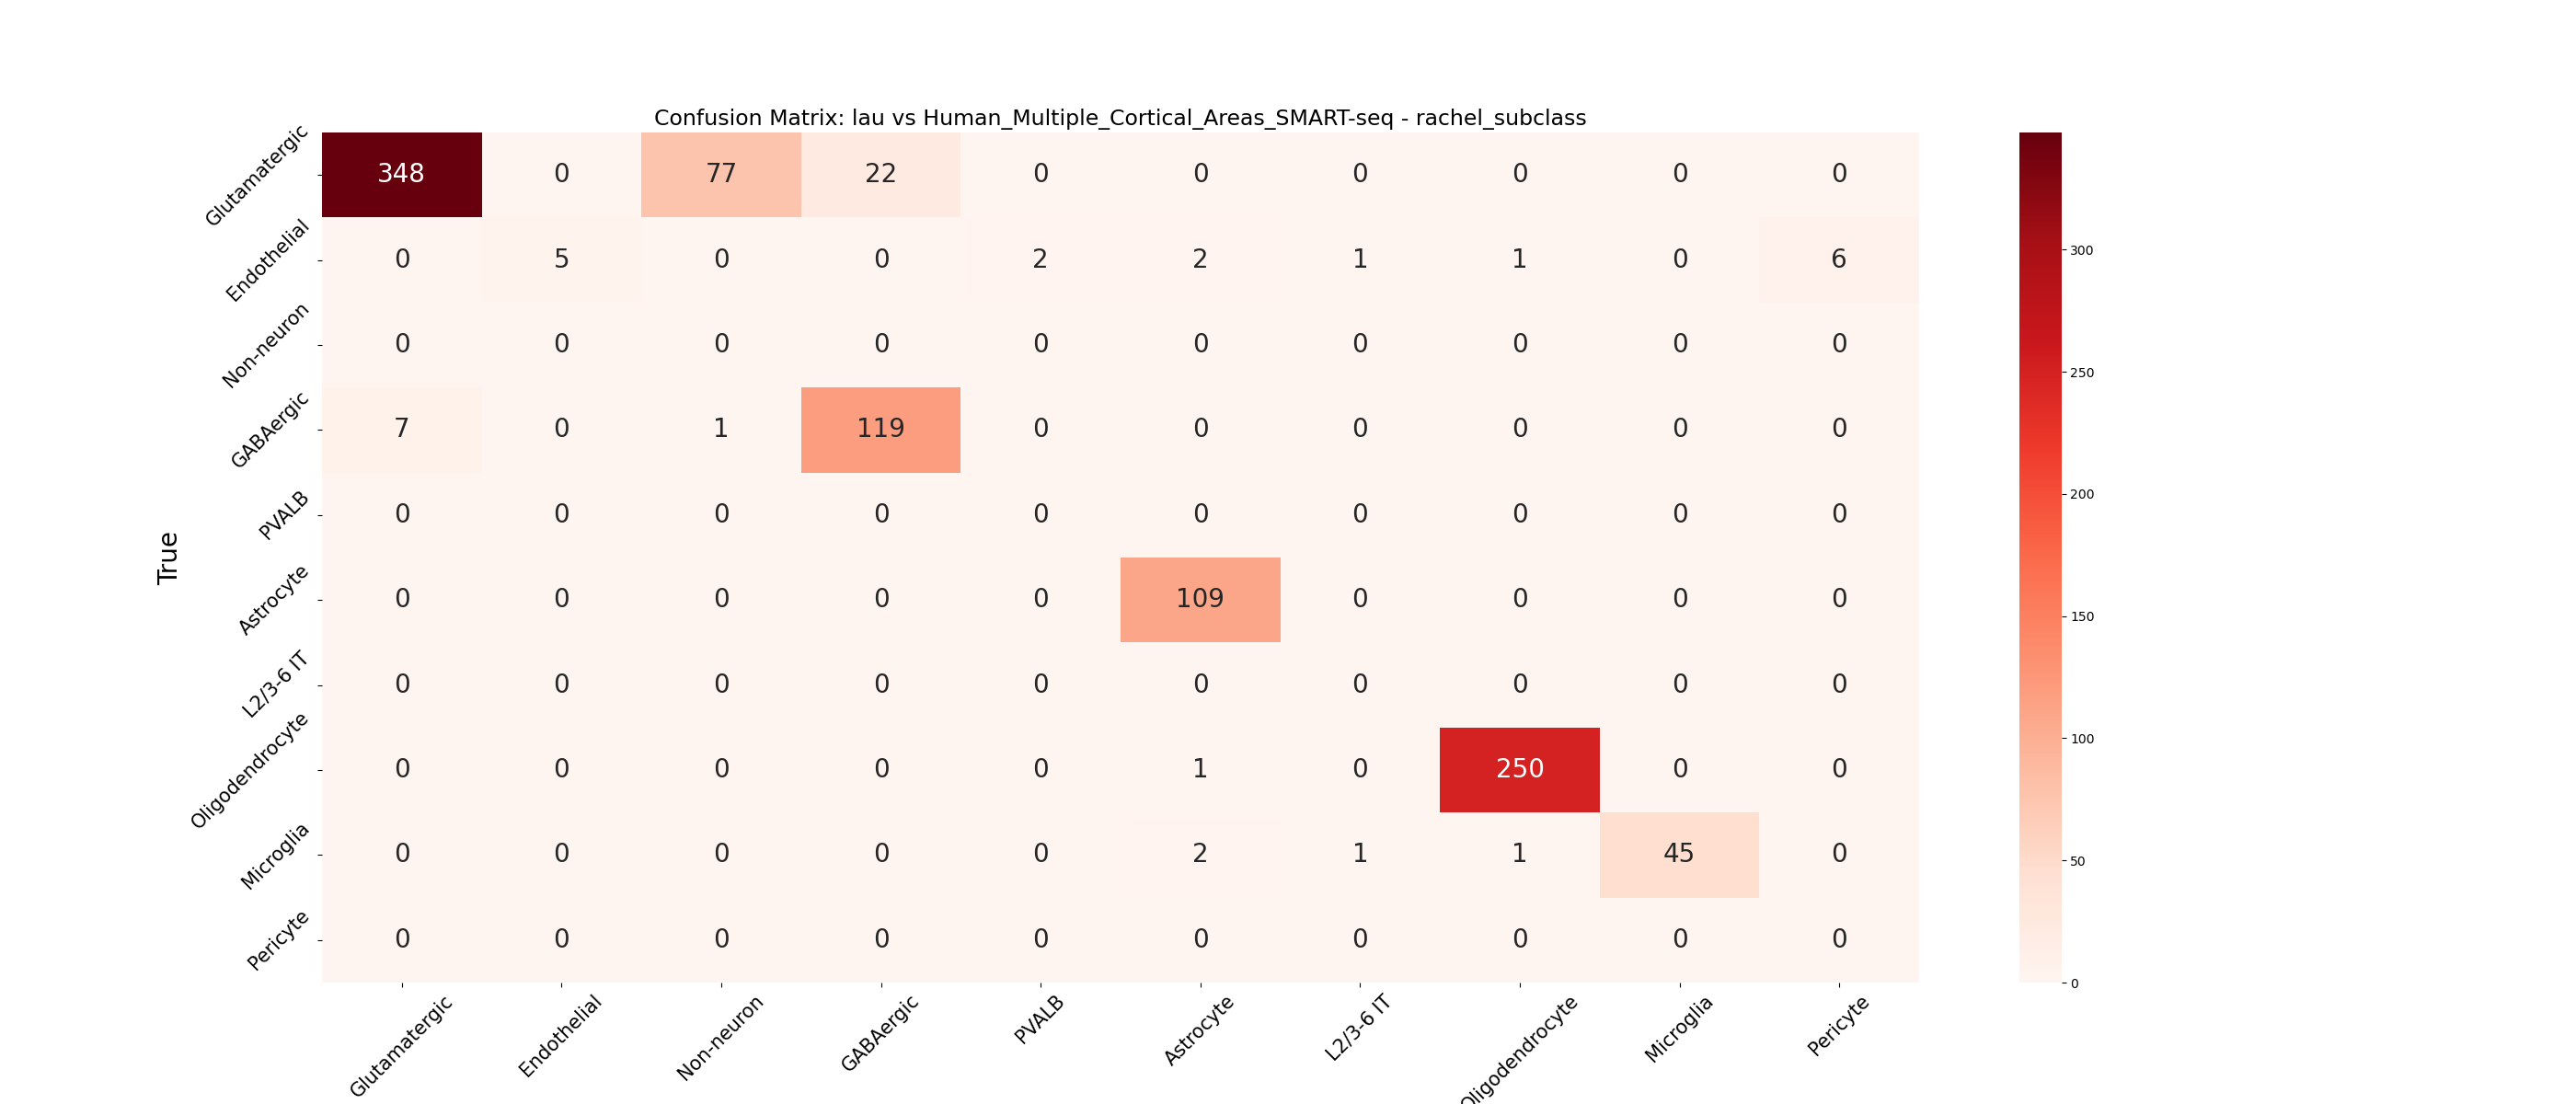 Confusion Matrix: lau vs Human_Multiple_Cortical_Areas_SMART-seq - rachel_subclass
True
Glutamatergic 348 0 77 22 0 0 0 0 0 0
Endothelial 0 5 0 0 2 2 1 1 0 6
Non-neuron 0 0 0 0 0 0 0 0 0 0
GABAergic 7 0 1 119 0 0 0 0 0 0
PVALB 0 0 0 0 0 0 0 0 0 0
Astrocyte 0 0 0 0 0 109 0 0 0 0
L2/3-6 IT 0 0 0 0 0 0 0 0 0 0
Oligodendrocyte 0 0 0 0 0 1 0 250 0 0
Microglia 0 0 0 0 0 2 1 1 45 0
Pericyte 0 0 0 0 0 0 0 0 0 0
Glutamatergic Endothelial Non-neuron GABAergic PVALB Astrocyte L2/3-6 IT Oligodendrocyte Microglia Pericyte
300
250
200
150
100
50
0